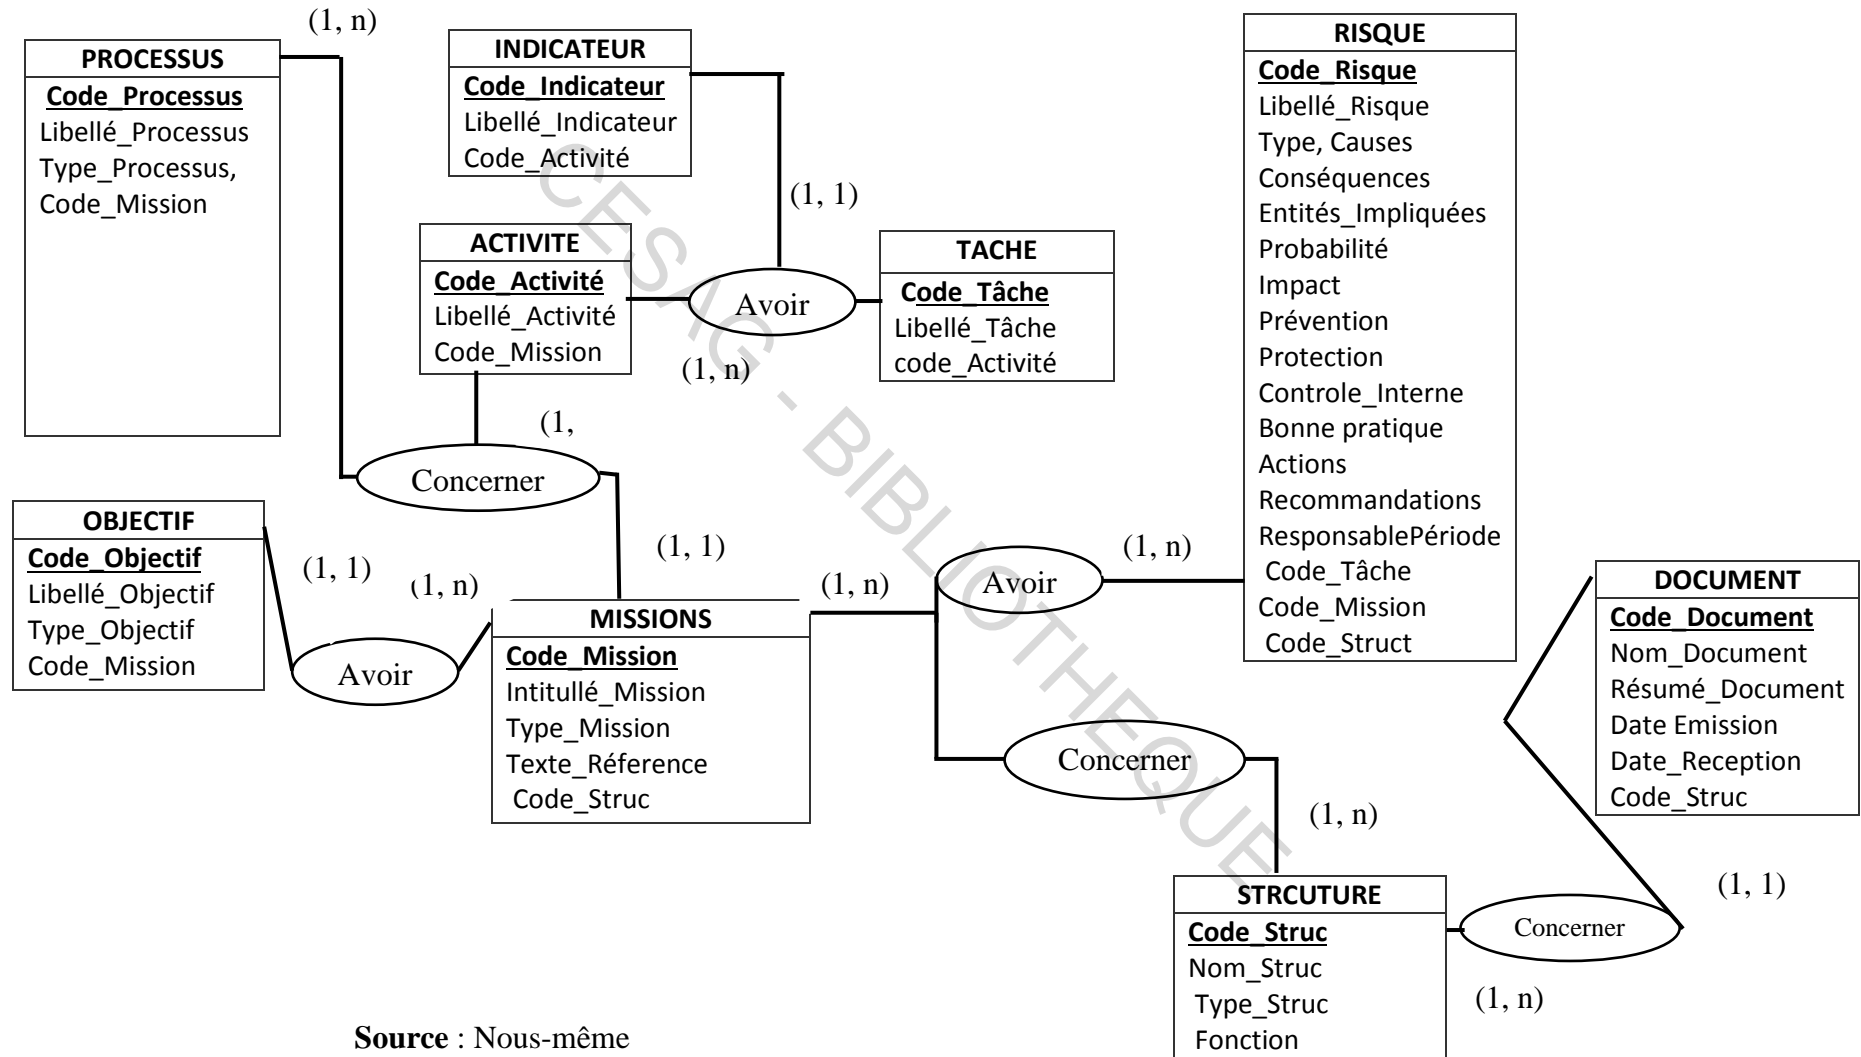 (1, n)
PROCESSUS
Code_Processus
Libellé_Processus
Type_Processus,
Code_Mission
INDICATEUR
Code_Indicateur
Libellé_Indicateur
Code_Activité
(1, 1)
ACTIVITE
Code_Activité
Libellé_Activité
Code_Mission
Avoir
(1, n)
TACHE
Code_Tâche
Libellé_Tâche
code_Activité
RISQUE
Code_Risque
Libellé_Risque
Type, Causes
Conséquences
Entités_Impliquées
Probabilité
Impact
Prévention
Protection
Controle_Interne
Bonne pratique
Actions
Recommandations
ResponsablePériode
Code_Tâche
Code_Mission
Code_Struct
(1,
Concerner
(1, 1)
OBJECTIF
Code_Objectif
Libellé_Objectif
Type_Objectif
Code_Mission
(1, 1)
(1, n)
Avoir
MISSIONS
Code_Mission
Intitullé_Mission
Type_Mission
Texte_Réference
Code_Struc
(1, n)
Avoir
(1, n)
Concerner
(1, n)
DOCUMENT
Code_Document
Nom_Document
Résumé_Document
Date Emission
Date_Reception
Code_Struc
(1, 1)
STRCUTURE
Code_Struc
Nom_Struc
Type_Struc
Fonction
Concerner
(1, n)
CESAG - BIBLIOTHEQUE
Source : Nous-même